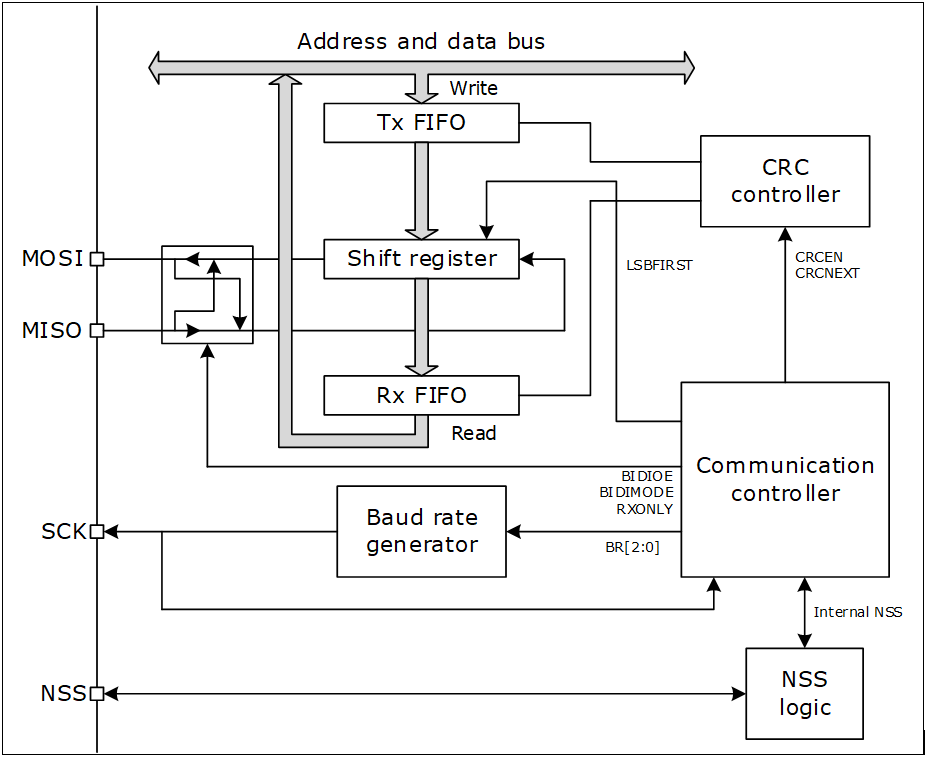 Address and data bus
Write
Tx FIFO
CRC
controller
MOSI
Shift register
LSBFIRST
CRCEN
CRCNEXT
MISO
Rx FIFO
Read
Communication
controller
BIDIOE
BIDIMODE
RXONLY
SCK
Baud rate
generator
BR[2:0]
Internal NSS
NSS
NSS
logic